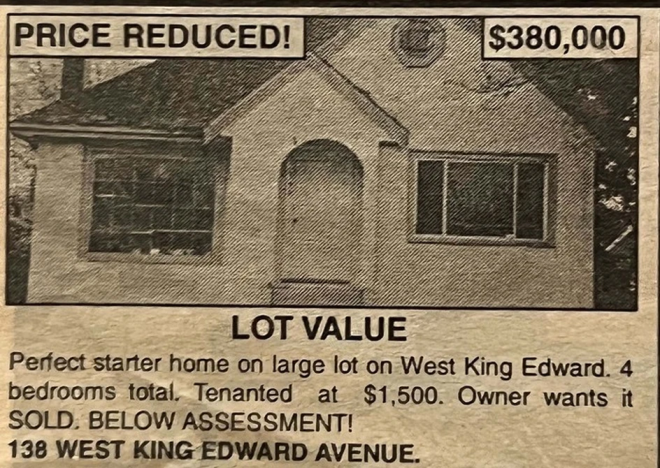 PRICE REDUCED!
$380,000
LOT VALUE
Perfect starter home on large lot on West King Edward. 4
bedrooms total. Tenanted at $1,500. Owner wants it
SOLD. BELOW ASSESSMENT!
138 WEST KING EDWARD AVENUE.